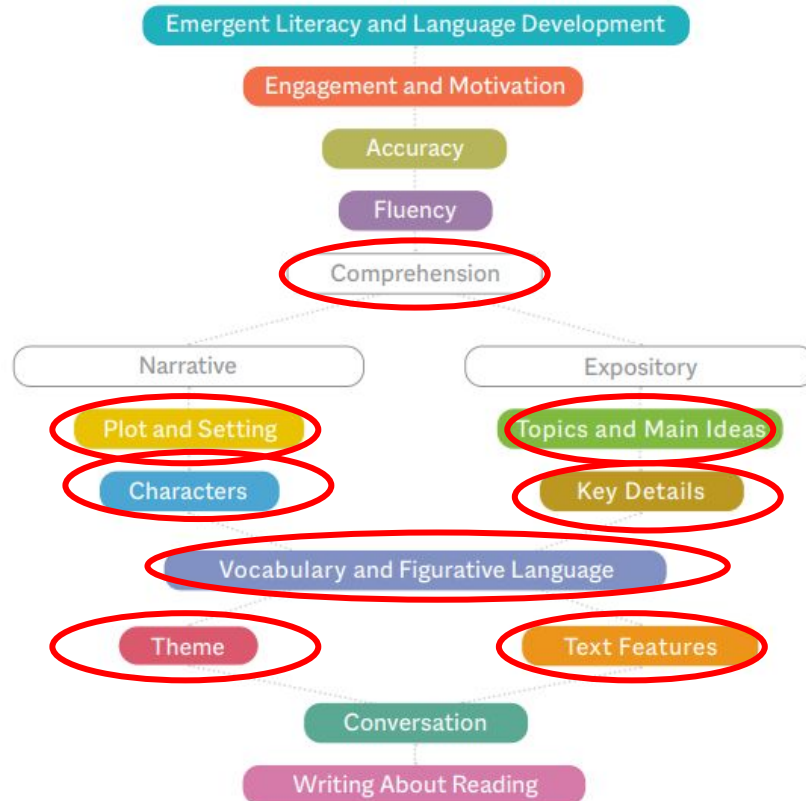 Emergent Literacy and Language Development
Engagement and Motivation
Accuracy
Fluency
Comprehension
Narrative
Expository
Plot and Setting
Topics and Main Ideas
Characters
Key Details
Vocabulary and Figurative Language
Theme
Text Features
Conversation
Writing About Reading